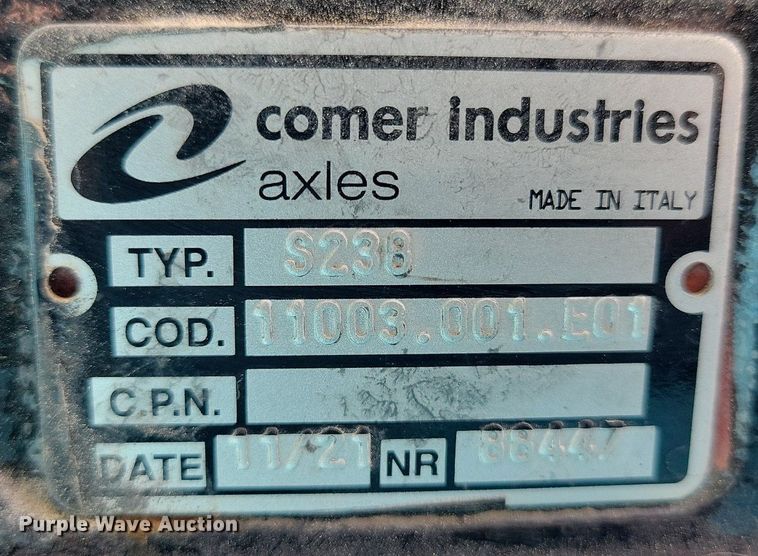 comer industries
axles
MADE IN ITALY
TYP. S238
COD. 11003.001.E01
C.P.N.
DATE 11/21 NR 88447
Purple Wave Auction